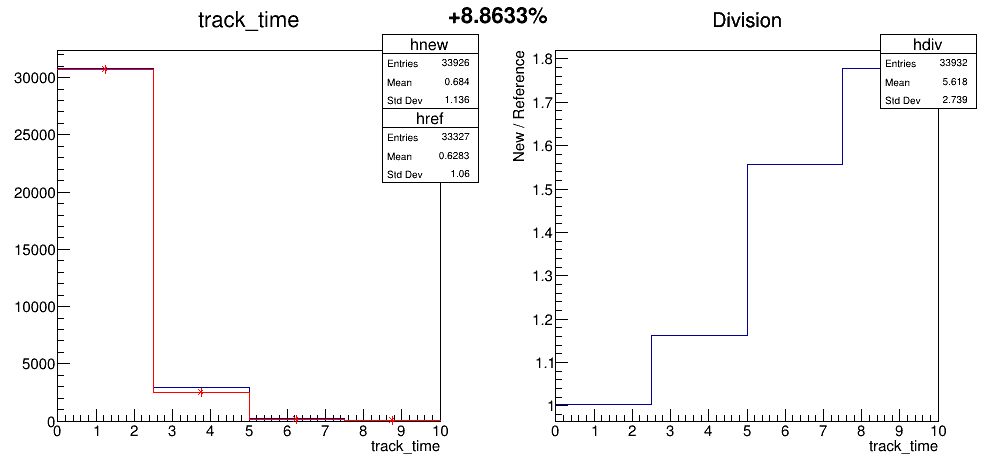 +8.8633%
track_time
hnew
Entries 33926
Mean 0.684
Std Dev 1.136
href
Entries 33327
Mean 0.6283
Std Dev 1.06
30000
25000
20000
15000
10000
5000
0
0 1 2 3 4 5 6 7 8 9 10
track_time
Division
hdiv
Entries 33932
Mean 5.618
Std Dev 2.739
New / Reference
1.8
1.7
1.6
1.5
1.4
1.3
1.2
1.1
1
0 1 2 3 4 5 6 7 8 9 10
track_time